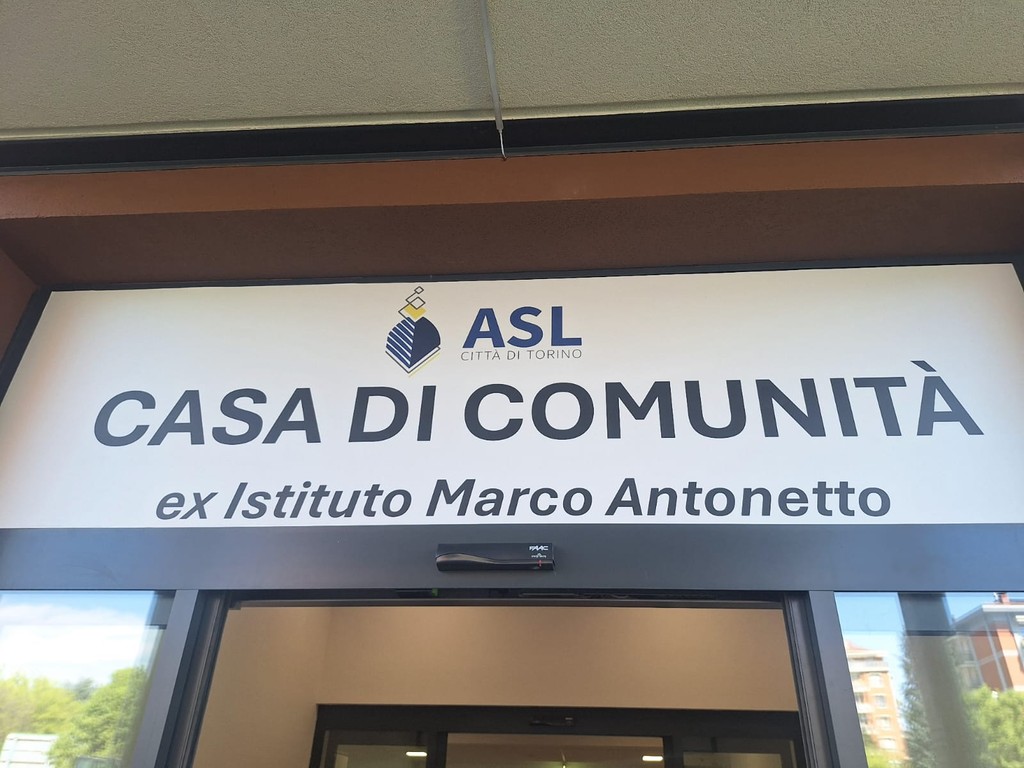 ASL
CITTÀ DI TORINO
CASA DI COMUNITÀ
ex Istituto Marco Antonetto
FAAC